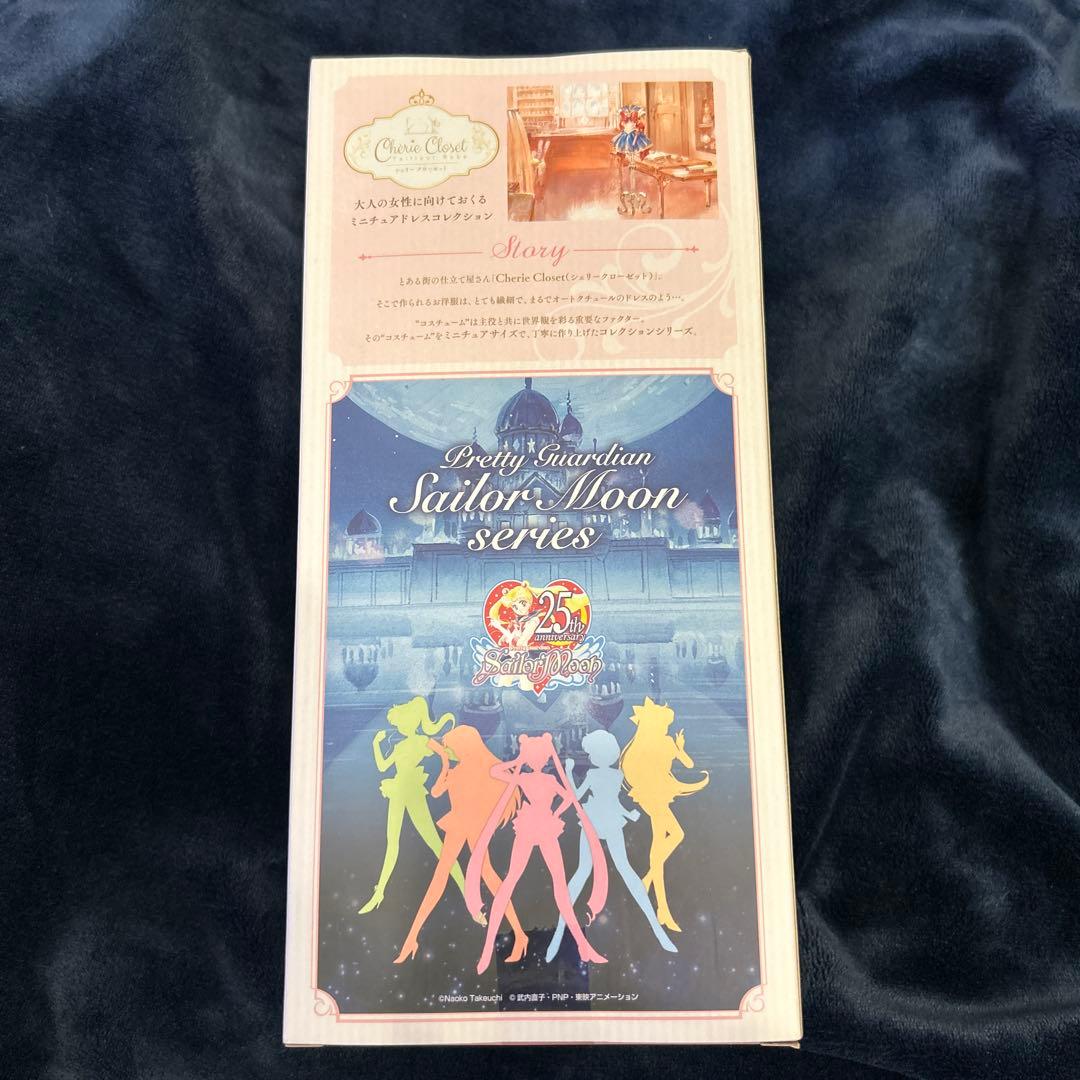 Chérie Closet
Tailleur Robe
シェリークローゼット
大人の女性に向けておくる
ミニチュアドレスコレクション
Story
とある街の仕立て屋さん「Cherie Closet(シェリークローゼット)」。
そこで作られるお洋服は、とても繊細で、まるでオートクチュールのドレスのよう…。
“コスチューム”は主役と共に世界観を彩る重要なファクター。
その“コスチューム”をミニチュアサイズで、丁寧に作り上げたコレクションシリーズ。
Pretty Guardian
Sailor Moon
series
25th
anniversary
Pretty Guardian
Sailor Moon
©Naoko Takeuchi ©武内直子・PNP・東映アニメーション